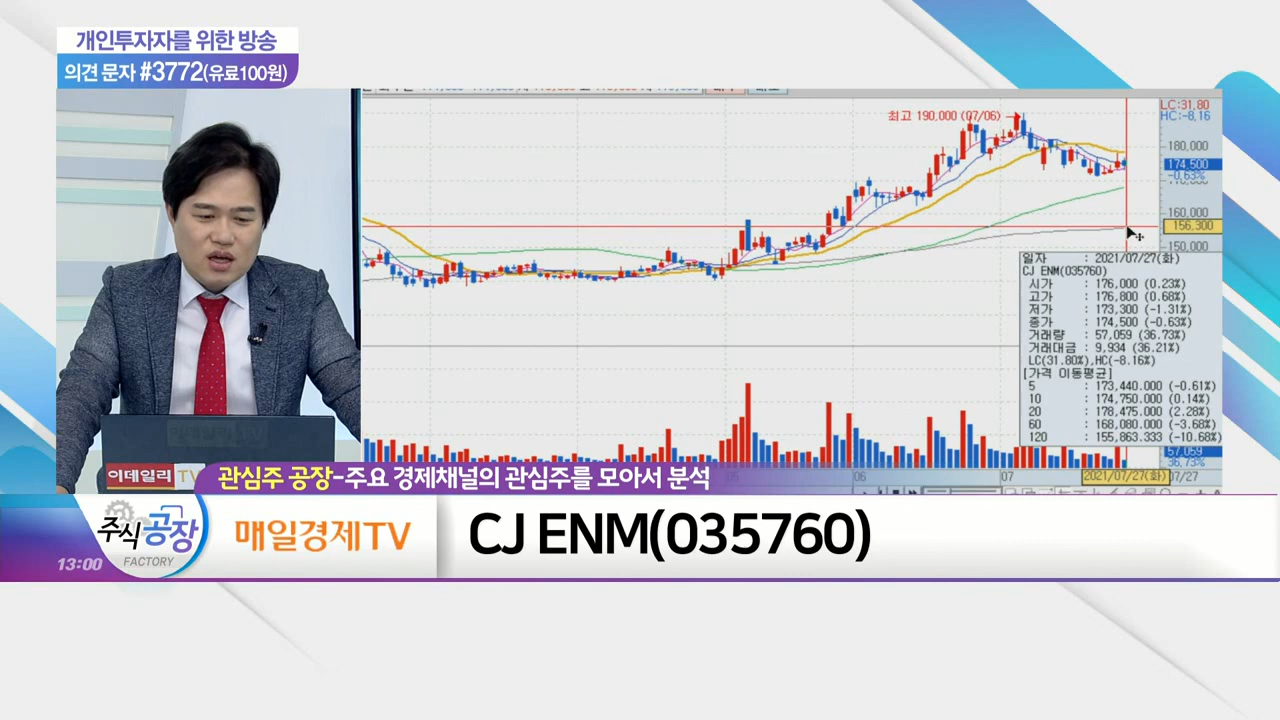 개인투자자를 위한 방송
의견 문자 #3772(유료100원)
최고 190,000 (07/06)
LC:31.80
HC:-8.16
180,000
174,500
-0.63%
170,000
160,000
156,300
150,000
일자 : 2021/07/27(화)
CJ ENM(035760)
시가 : 176,000 (0.23%)
고가 : 176,800 (0.68%)
저가 : 173,300 (-1.31%)
종가 : 174,500 (-0.63%)
거래량 : 57,059 (36.73%)
거래대금 : 9,934 (36.21%)
LC(31.80%),HC(-8.16%)
[가격 이동평균]
5 : 173,440.000 (-0.61%)
10 : 174,750.000 (0.14%)
20 : 178,475.000 (2.28%)
60 : 168,080.000 (-3.68%)
120 : 155,863.333 (-10.68%)
57,059
36.73%
05
06
07
2021/07/27(화)
07/27
이데일리 TV
관심주 공장-주요 경제채널의 관심주를 모아서 분석
주식공장
FACTORY
13:00
매일경제TV
CJ ENM(035760)